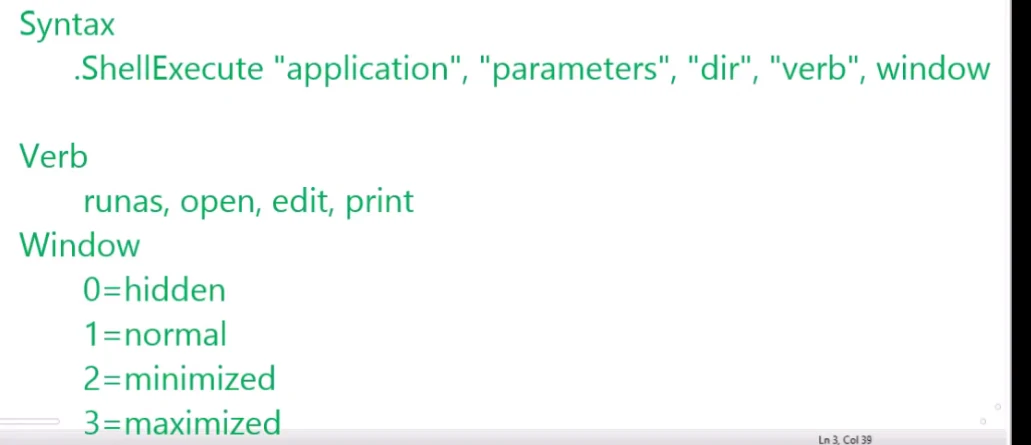 Syntax
.ShellExecute "application", "parameters", "dir", "verb", window
Verb
runas, open, edit, print
Window
0=hidden
1=normal
2=minimized
3=maximized
Ln 3, Col 39